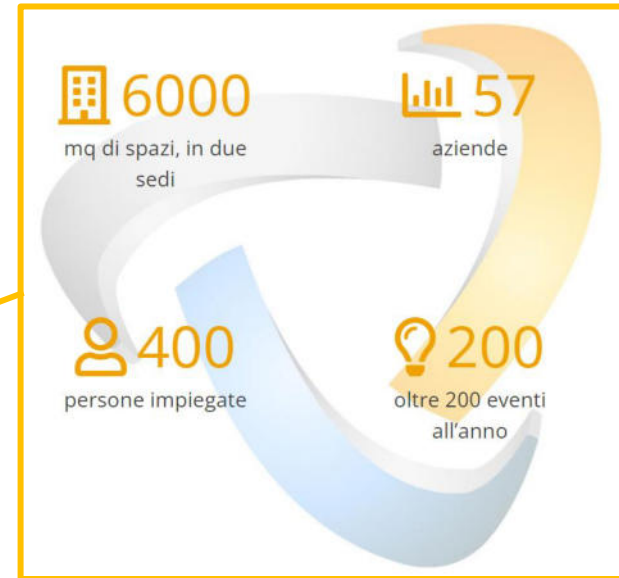 6000
mq di spazi, in due
sedi
57
aziende
400
persone impiegate
200
oltre 200 eventi
all'anno